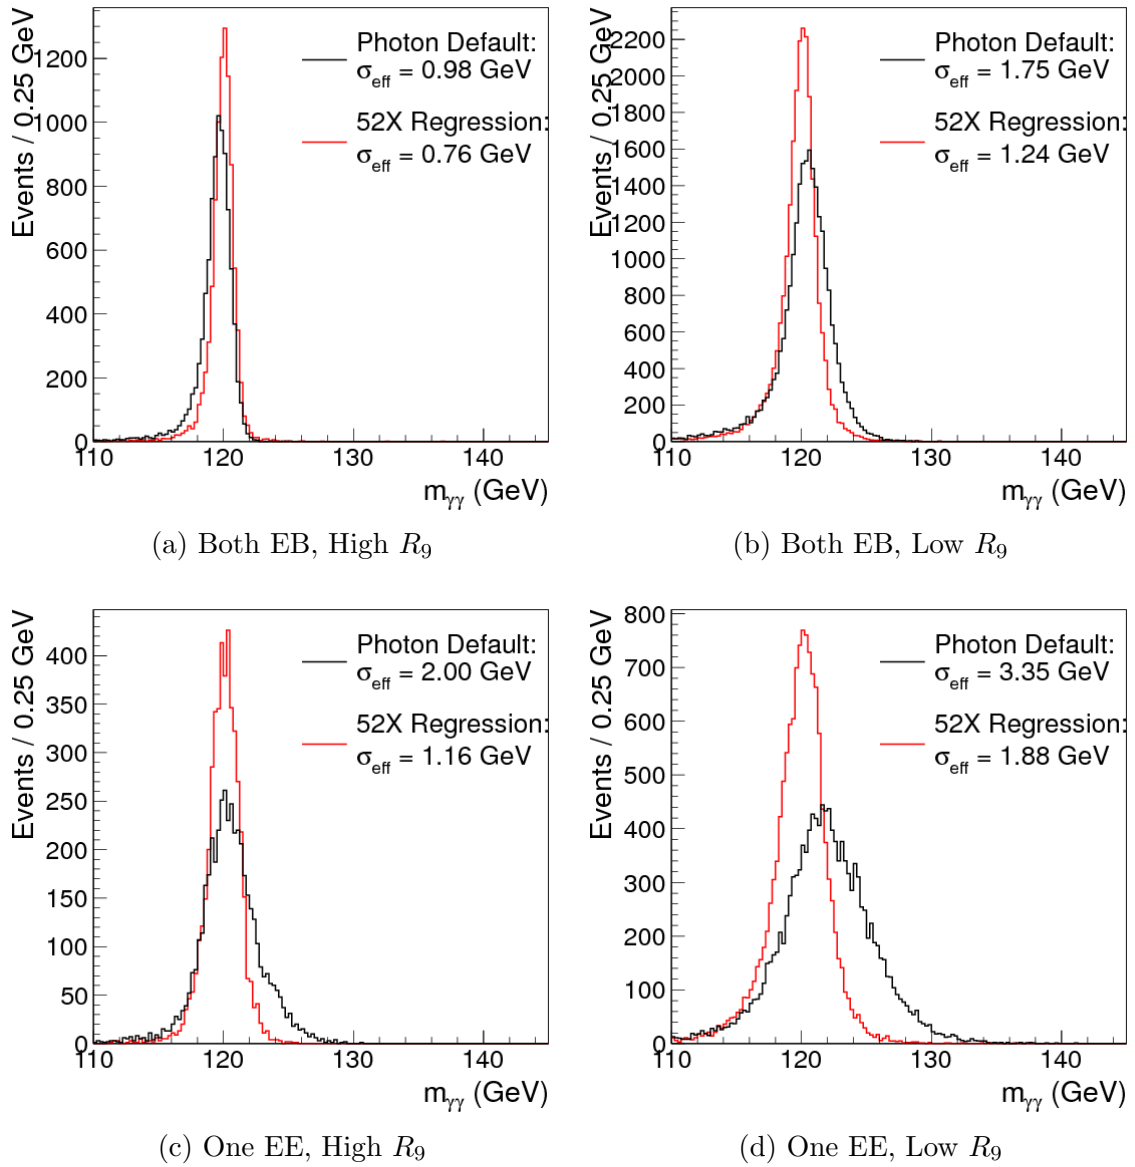 Events / 0.25 GeV
1200
1000
800
600
400
200
0
Photon Default:
σeff = 0.98 GeV
52X Regression:
σeff = 0.76 GeV
110 120 130 140
mγγ (GeV)
(a) Both EB, High R9
Events / 0.25 GeV
2200
2000
1800
1600
1400
1200
1000
800
600
400
200
0
Photon Default:
σeff = 1.75 GeV
52X Regression:
σeff = 1.24 GeV
110 120 130 140
mγγ (GeV)
(b) Both EB, Low R9
Events / 0.25 GeV
400
350
300
250
200
150
100
50
0
Photon Default:
σeff = 2.00 GeV
52X Regression:
σeff = 1.16 GeV
110 120 130 140
mγγ (GeV)
(c) One EE, High R9
Events / 0.25 GeV
800
700
600
500
400
300
200
100
0
Photon Default:
σeff = 3.35 GeV
52X Regression:
σeff = 1.88 GeV
110 120 130 140
mγγ (GeV)
(d) One EE, Low R9